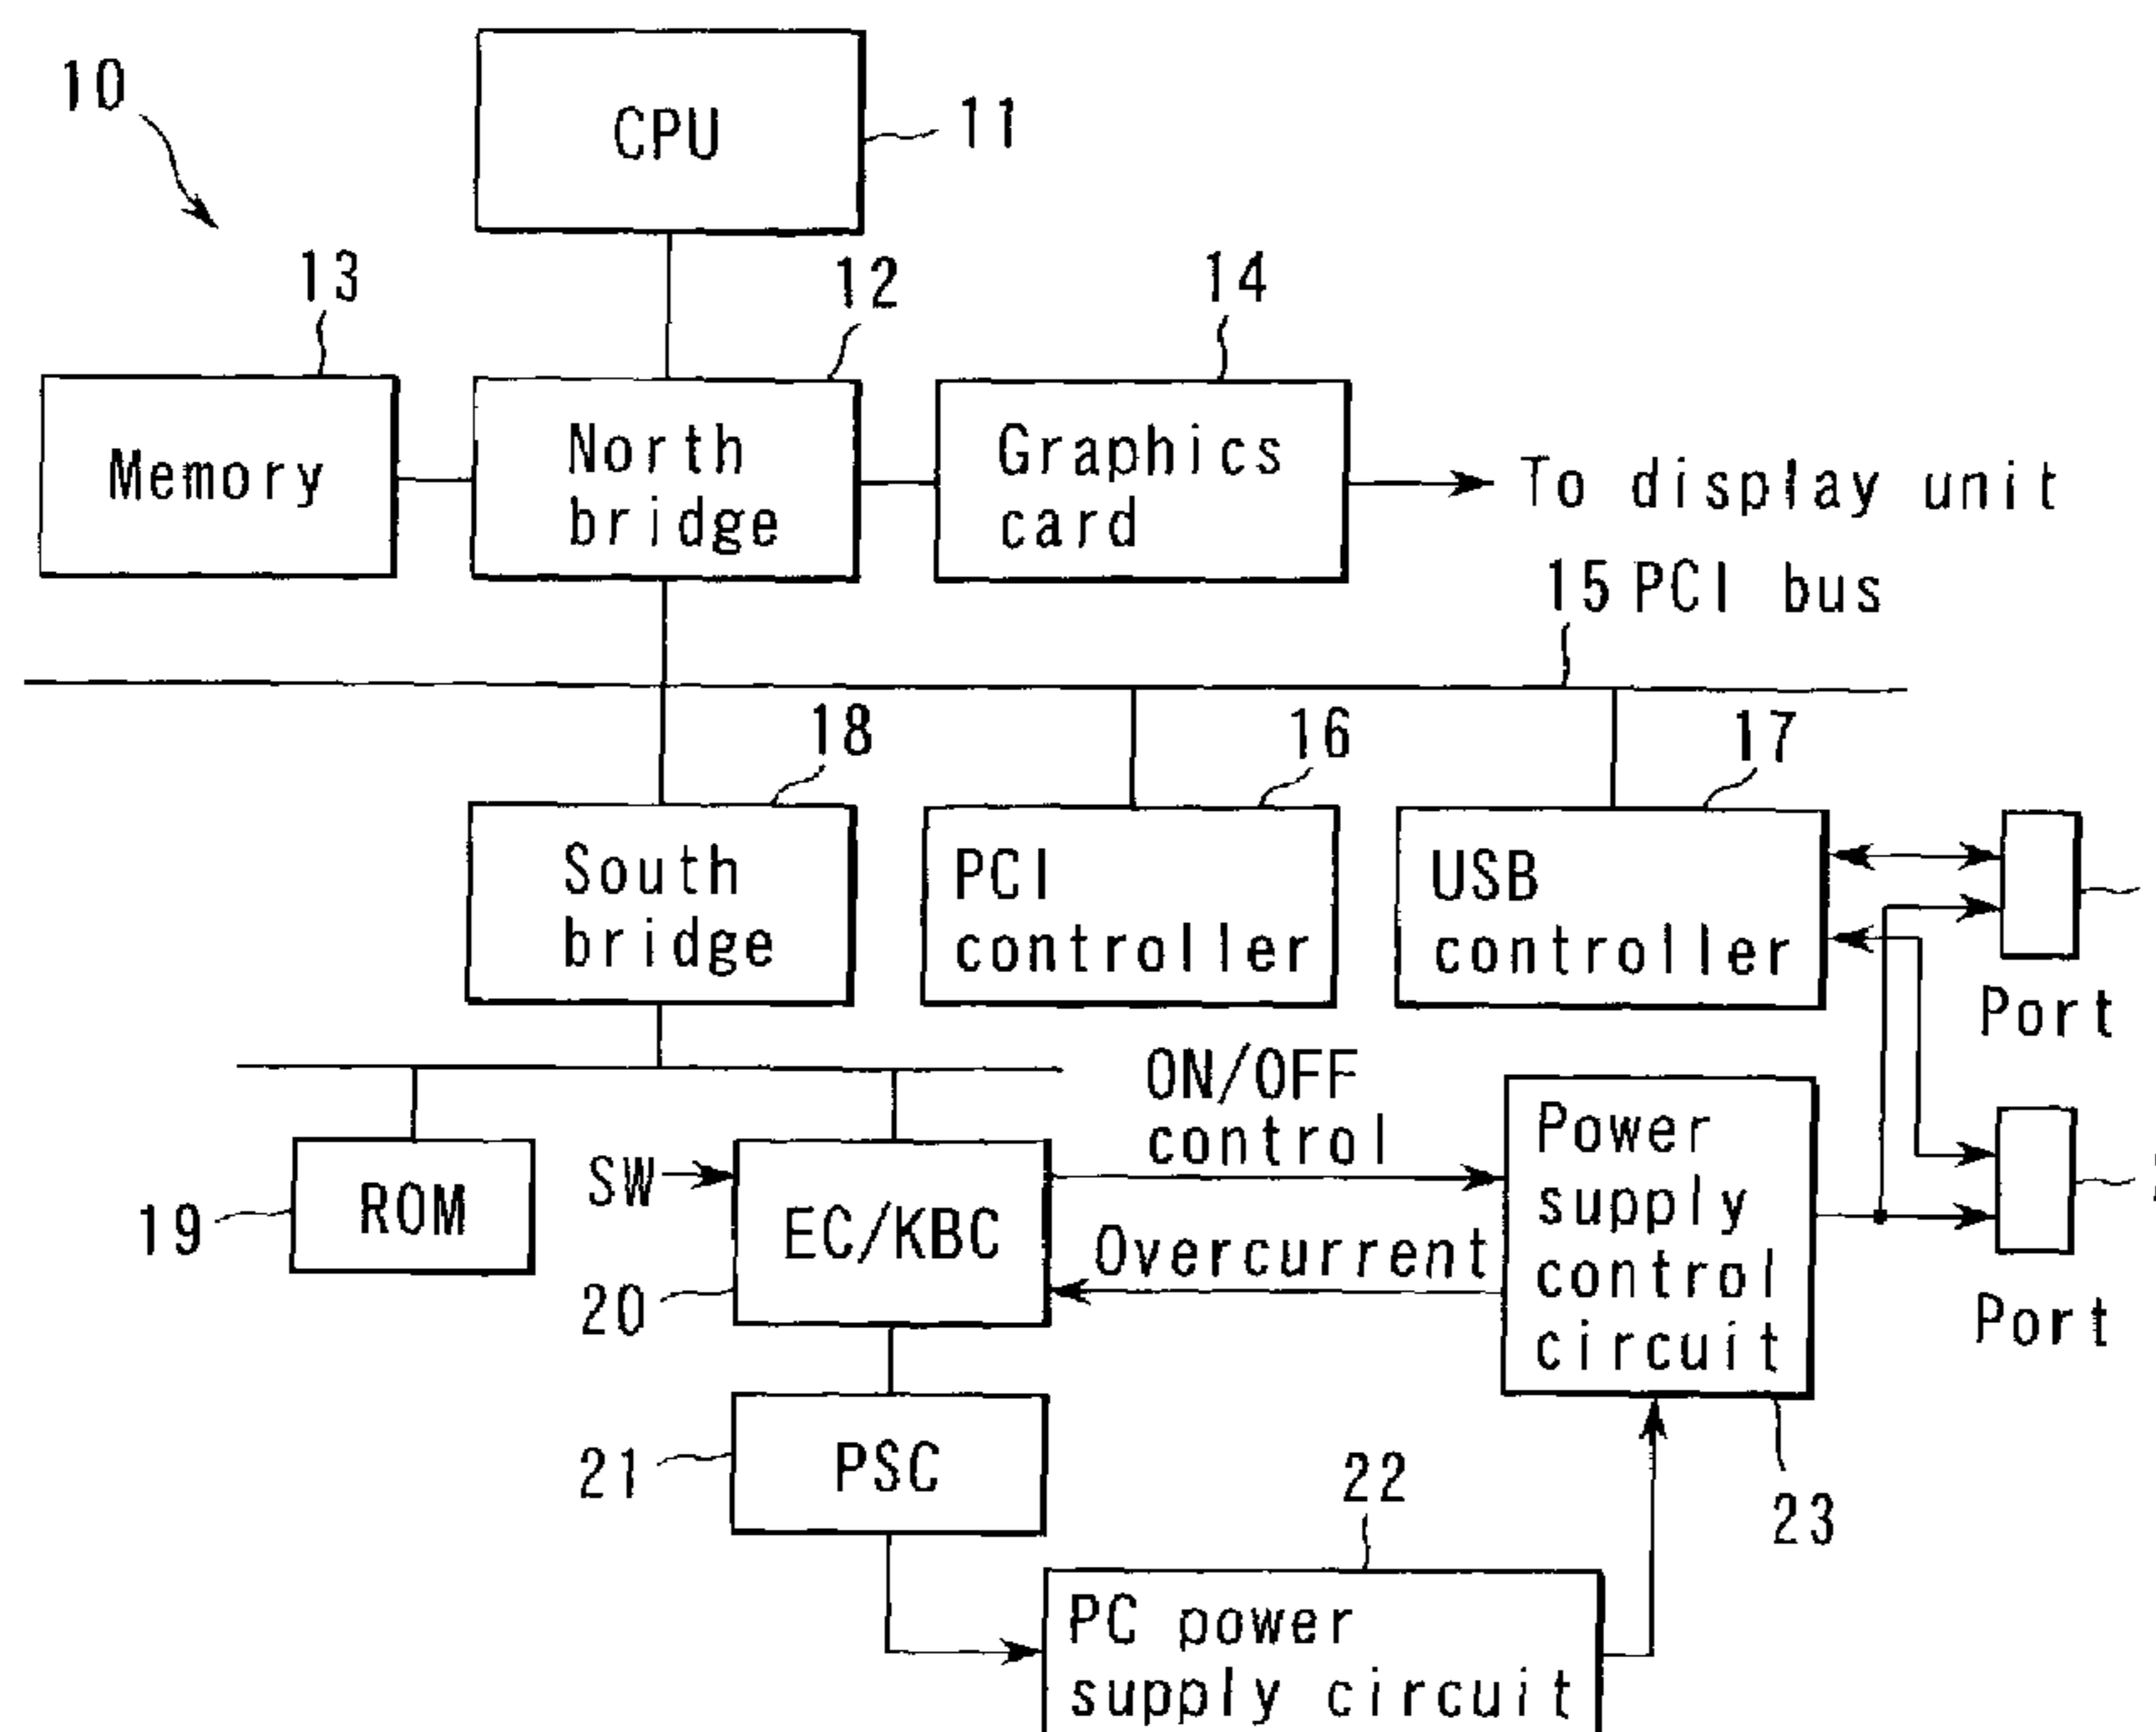 10
CPU
11
13
12
14
Memory
North
bridge
Graphics
card
To display unit
15 PCI bus
18
16
17
South
bridge
PCI
controller
USB
controller
Port
ON/OFF
control
19
ROM
SW
EC/KBC
20
Overcurrent
Power
supply
control
circuit
Port
21
PSC
22
23
PC power
supply circuit